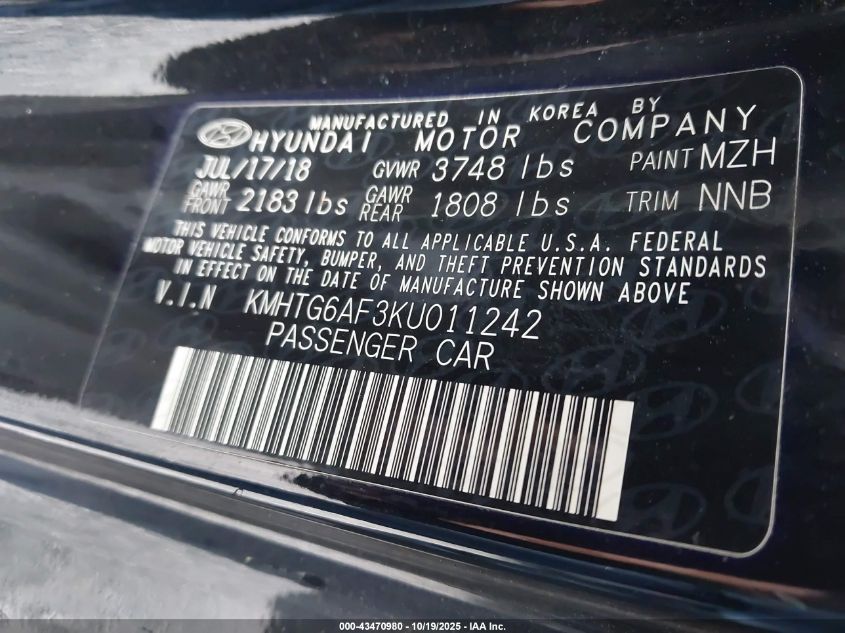 MANUFACTURED IN KOREA BY
HYUNDAI MOTOR COMPANY
JUL/17/18 GVWR 3748 lbs PAINT MZH
GAWR FRONT 2183 lbs GAWR REAR 1808 lbs TRIM NNB
THIS VEHICLE CONFORMS TO ALL APPLICABLE U.S.A. FEDERAL
MOTOR VEHICLE SAFETY, BUMPER, AND THEFT PREVENTION STANDARDS
IN EFFECT ON THE DATE OF MANUFACTURE SHOWN ABOVE
V.I.N KMHTG6AF3KU011242
PASSENGER CAR
000-43470980 - 10/19/2025 - IAA Inc.